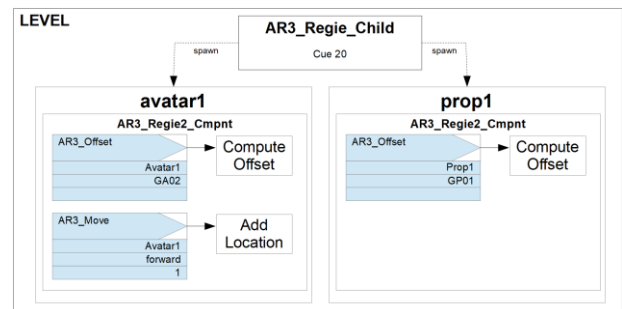 LEVEL
AR3_Regie_Child
Cue 20
spawn
spawn
avatar1
AR3_Regie2_Cmpnt
AR3_Offset
Avatar1
GA02
Compute
Offset
AR3_Move
Avatar1
forward
1
Add
Location
prop1
AR3_Regie2_Cmpnt
AR3_Offset
Prop1
GP01
Compute
Offset